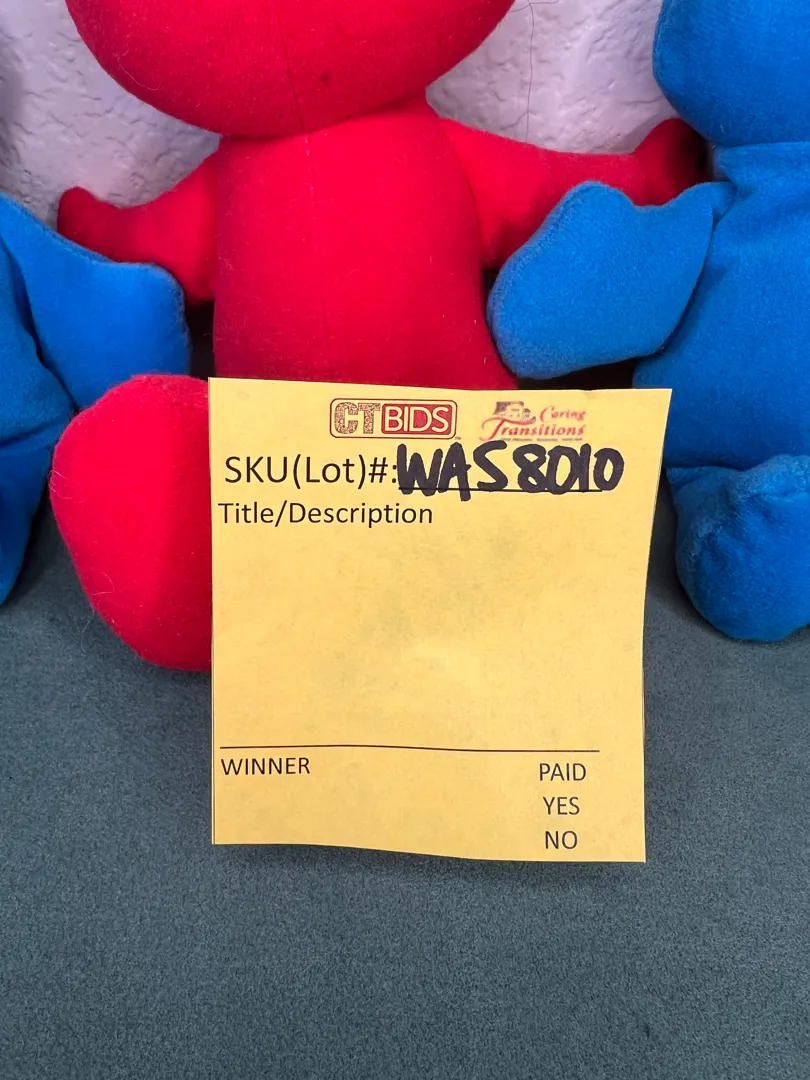 CTBIDS
Caring
Transitions
SKU(Lot)#:WAS8010
Title/Description
WINNER
PAID
YES
NO